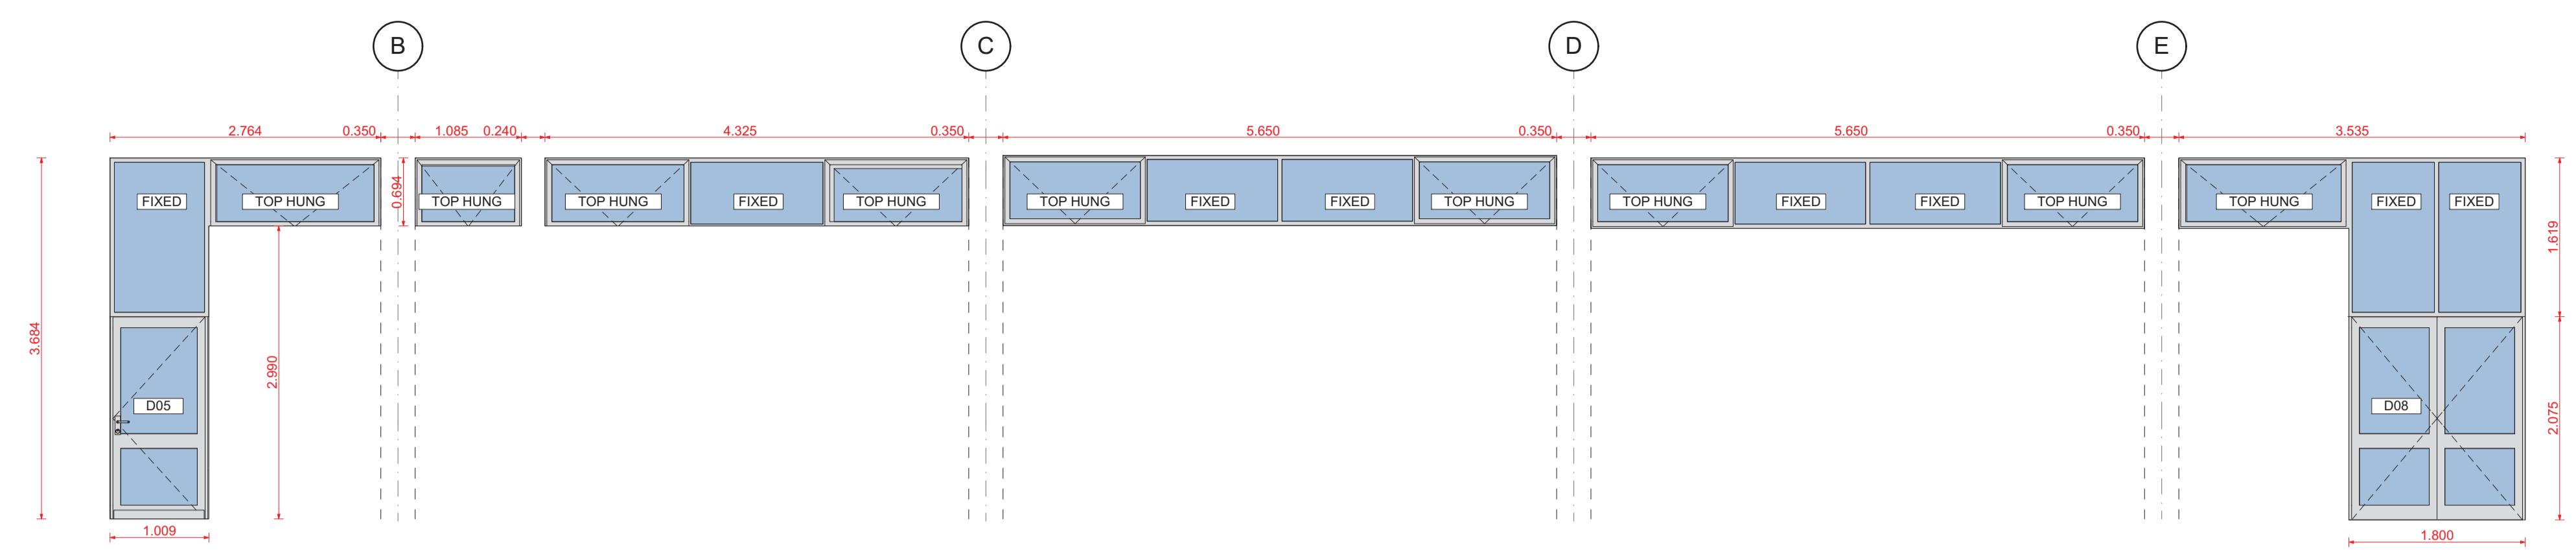 B C D E
2.764 0.350 1.085 0.240 4.325 0.350 5.650 0.350 5.650 0.350 3.535
FIXED TOP HUNG TOP HUNG TOP HUNG FIXED TOP HUNG TOP HUNG FIXED FIXED TOP HUNG TOP HUNG FIXED FIXED TOP HUNG TOP HUNG FIXED FIXED
0.694
1.619
3.684
2.990
D05 D08
2.075
1.009 1.800